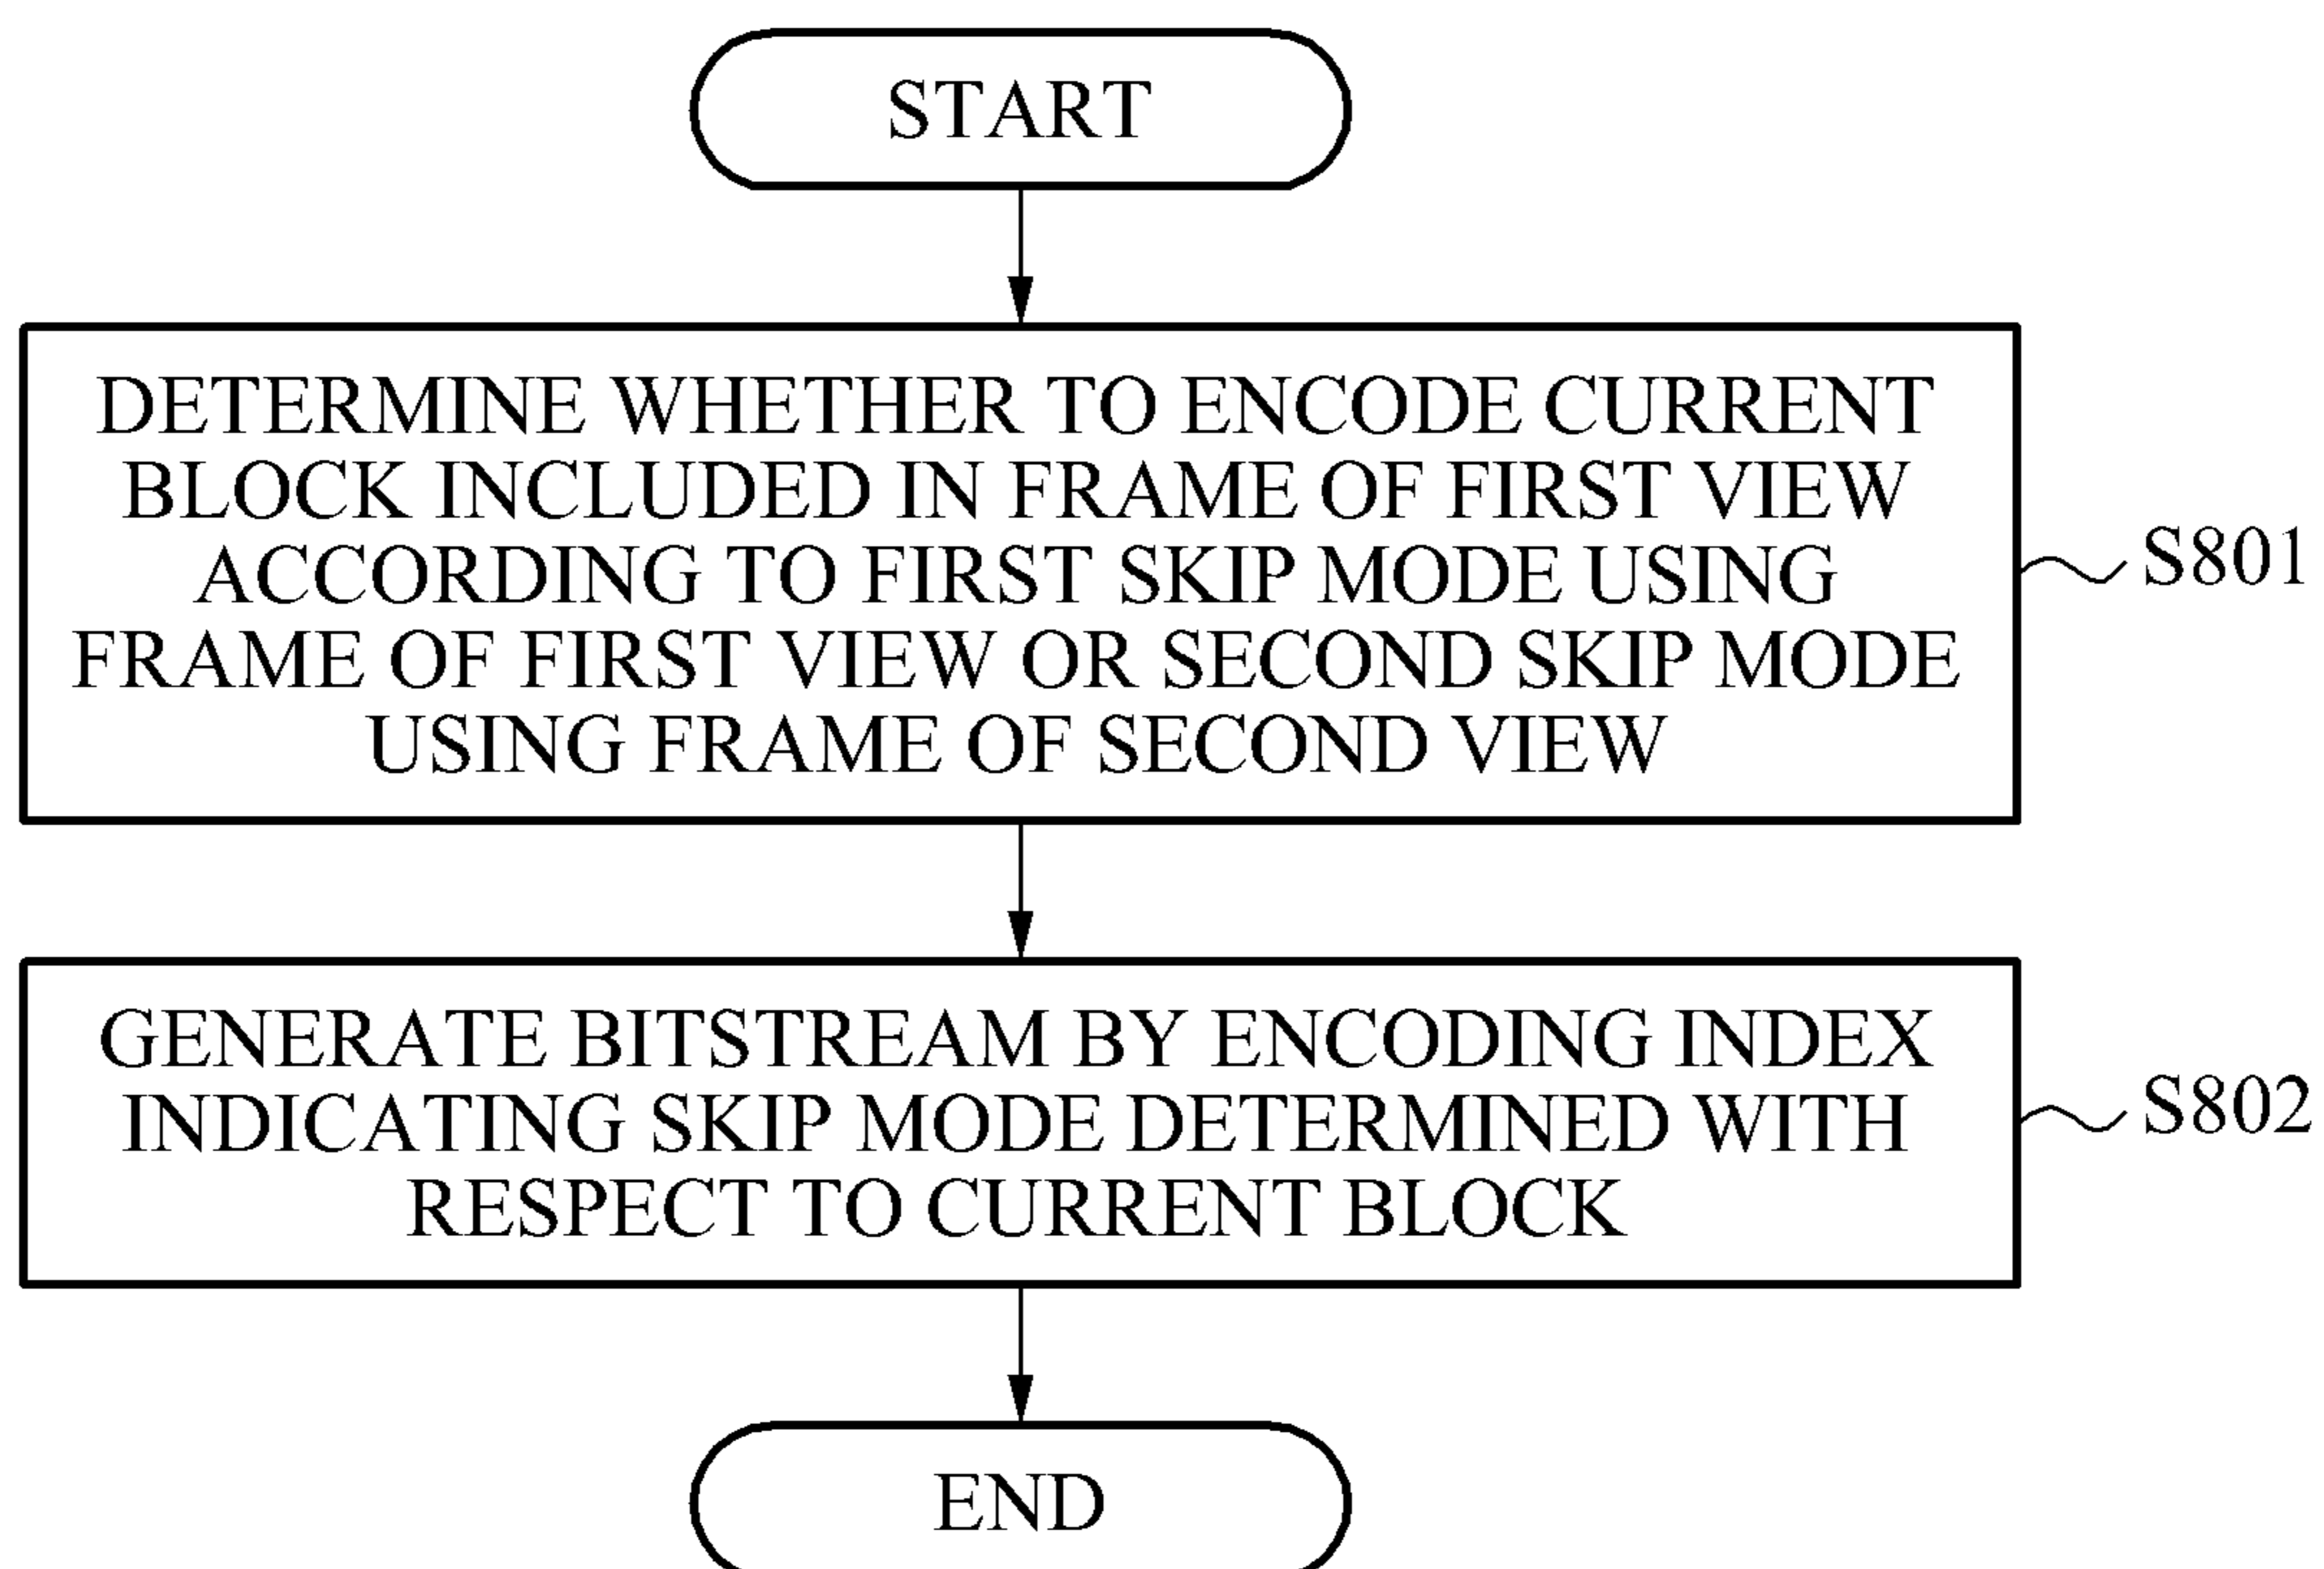 START
DETERMINE WHETHER TO ENCODE CURRENT
BLOCK INCLUDED IN FRAME OF FIRST VIEW
ACCORDING TO FIRST SKIP MODE USING
FRAME OF FIRST VIEW OR SECOND SKIP MODE
USING FRAME OF SECOND VIEW
S801
GENERATE BITSTREAM BY ENCODING INDEX
INDICATING SKIP MODE DETERMINED WITH
RESPECT TO CURRENT BLOCK
S802
END